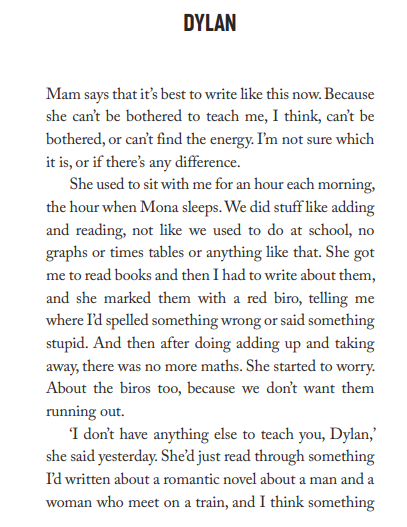 DYLAN
Mam says that it’s best to write like this now. Because
she can’t be bothered to teach me, I think, can’t be
bothered, or can’t find the energy. I’m not sure which
it is, or if there’s any difference.
She used to sit with me for an hour each morning,
the hour when Mona sleeps. We did stuff like adding
and reading, not like we used to do at school, no
graphs or times tables or anything like that. She got
me to read books and then I had to write about them,
and she marked them with a red biro, telling me
where I’d spelled something wrong or said something
stupid. And then after doing adding up and taking
away, there was no more maths. She started to worry.
About the biros too, because we don’t want them
running out.
‘I don’t have anything else to teach you, Dylan,’
she said yesterday. She’d just read through something
I’d written about a romantic novel about a man and a
woman who meet on a train, and I think something